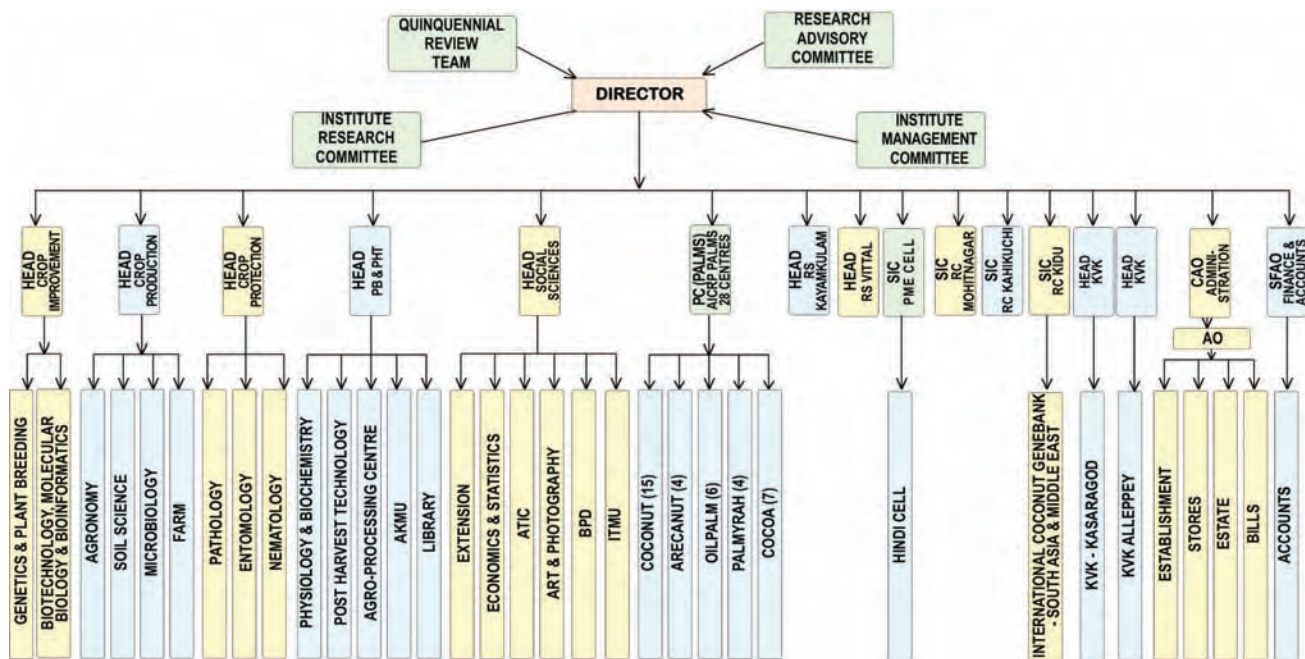 QUINQUENNIAL
REVIEW
TEAM
RESEARCH
ADVISORY
COMMITTEE
DIRECTOR
INSTITUTE
RESEARCH
COMMITTEE
INSTITUTE
MANAGEMENT
COMMITTEE
HEAD
CROP
IMPROVEMENT
HEAD
CROP
PRODUCTION
HEAD
CROP
PROTECTION
HEAD
PB & PHT
HEAD
SOCIAL
SCIENCES
PC (PALMS)
AICRP PALMS
28 CENTRES
HEAD
RS
KAYAMKULAM
HEAD
RS VITTAL
SIC
PME CELL
SIC
RC
MOHITNAGAR
SIC
RC KAHIKUCHI
SIC
RC KIDU
HEAD
KVK
HEAD
KVK
CAO
ADMINI-
STRATION
SFAO
FINANCE &
ACCOUNTS
AO
GENETICS & PLANT BREEDING
BIOTECHNOLOGY, MOLECULAR
BIOLOGY & BIOINFORMATICS
AGRONOMY
SOIL SCIENCE
MICROBIOLOGY
FARM
PATHOLOGY
ENTOMOLOGY
NEMATOLOGY
PHYSIOLOGY & BIOCHEMISTRY
POST HARVEST TECHNOLOGY
AGRO-PROCESSING CENTRE
AKMU
LIBRARY
EXTENSION
ECONOMICS & STATISTICS
ATIC
ART & PHOTOGRAPHY
BPD
ITMU
COCONUT (15)
ARECANUT (4)
OILPALM (6)
PALMYRAH (4)
COCOA (7)
HINDI CELL
INTERNATIONAL COCONUT GENEBANK
- SOUTH ASIA & MIDDLE EAST
KVK - KASARAGOD
KVK ALLEPPEY
ESTABLISHMENT
STORES
ESTATE
BILLS
ACCOUNTS